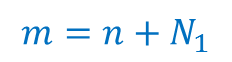 m = n + N₁